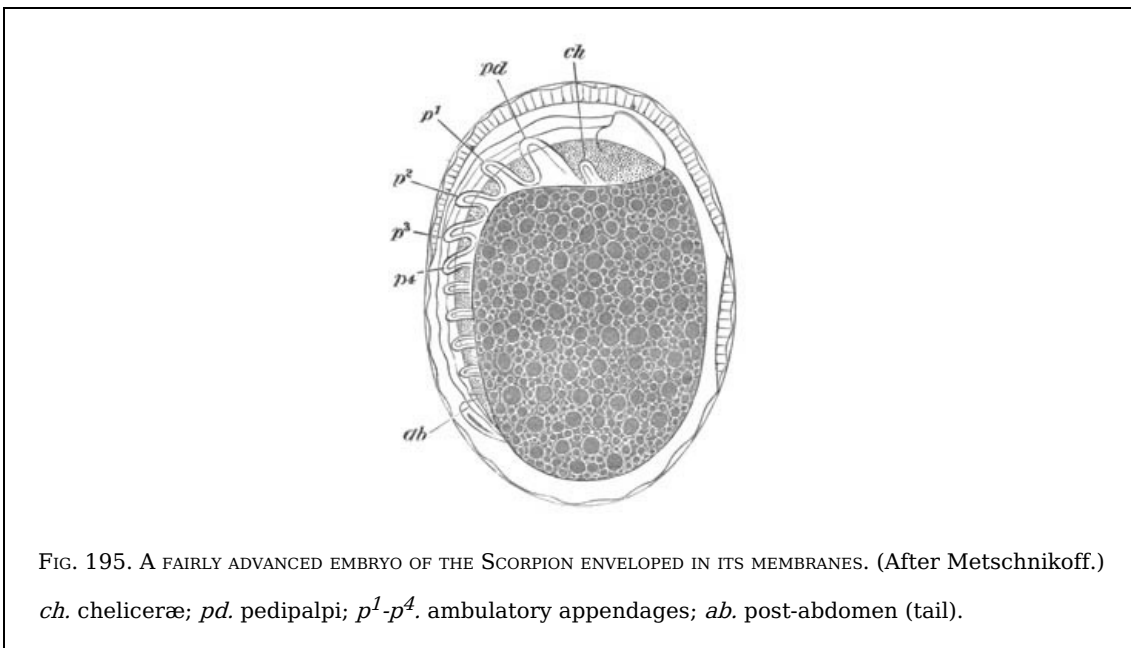 ch
pd
p¹
p²
p³
p4
ab
FIG. 195. A FAIRLY ADVANCED EMBRYO OF THE SCORPION ENVELOPED IN ITS MEMBRANES. (After Metschnikoff.)
ch. cheliceræ; pd. pedipalpi; p¹-p⁴. ambulatory appendages; ab. post-abdomen (tail).